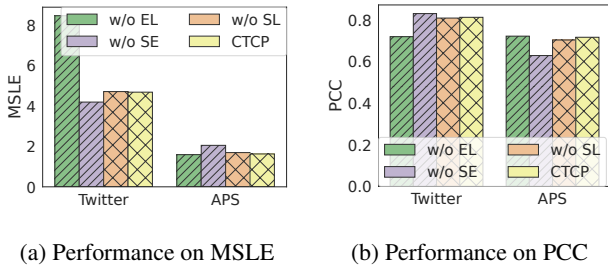 MSLE
8
6
4
2
0
w/o EL
w/o SL
w/o SE
CTCP
Twitter
APS
(a) Performance on MSLE
PCC
0.8
0.6
0.4
0.2
0.0
w/o EL
w/o SL
w/o SE
CTCP
Twitter
APS
(b) Performance on PCC